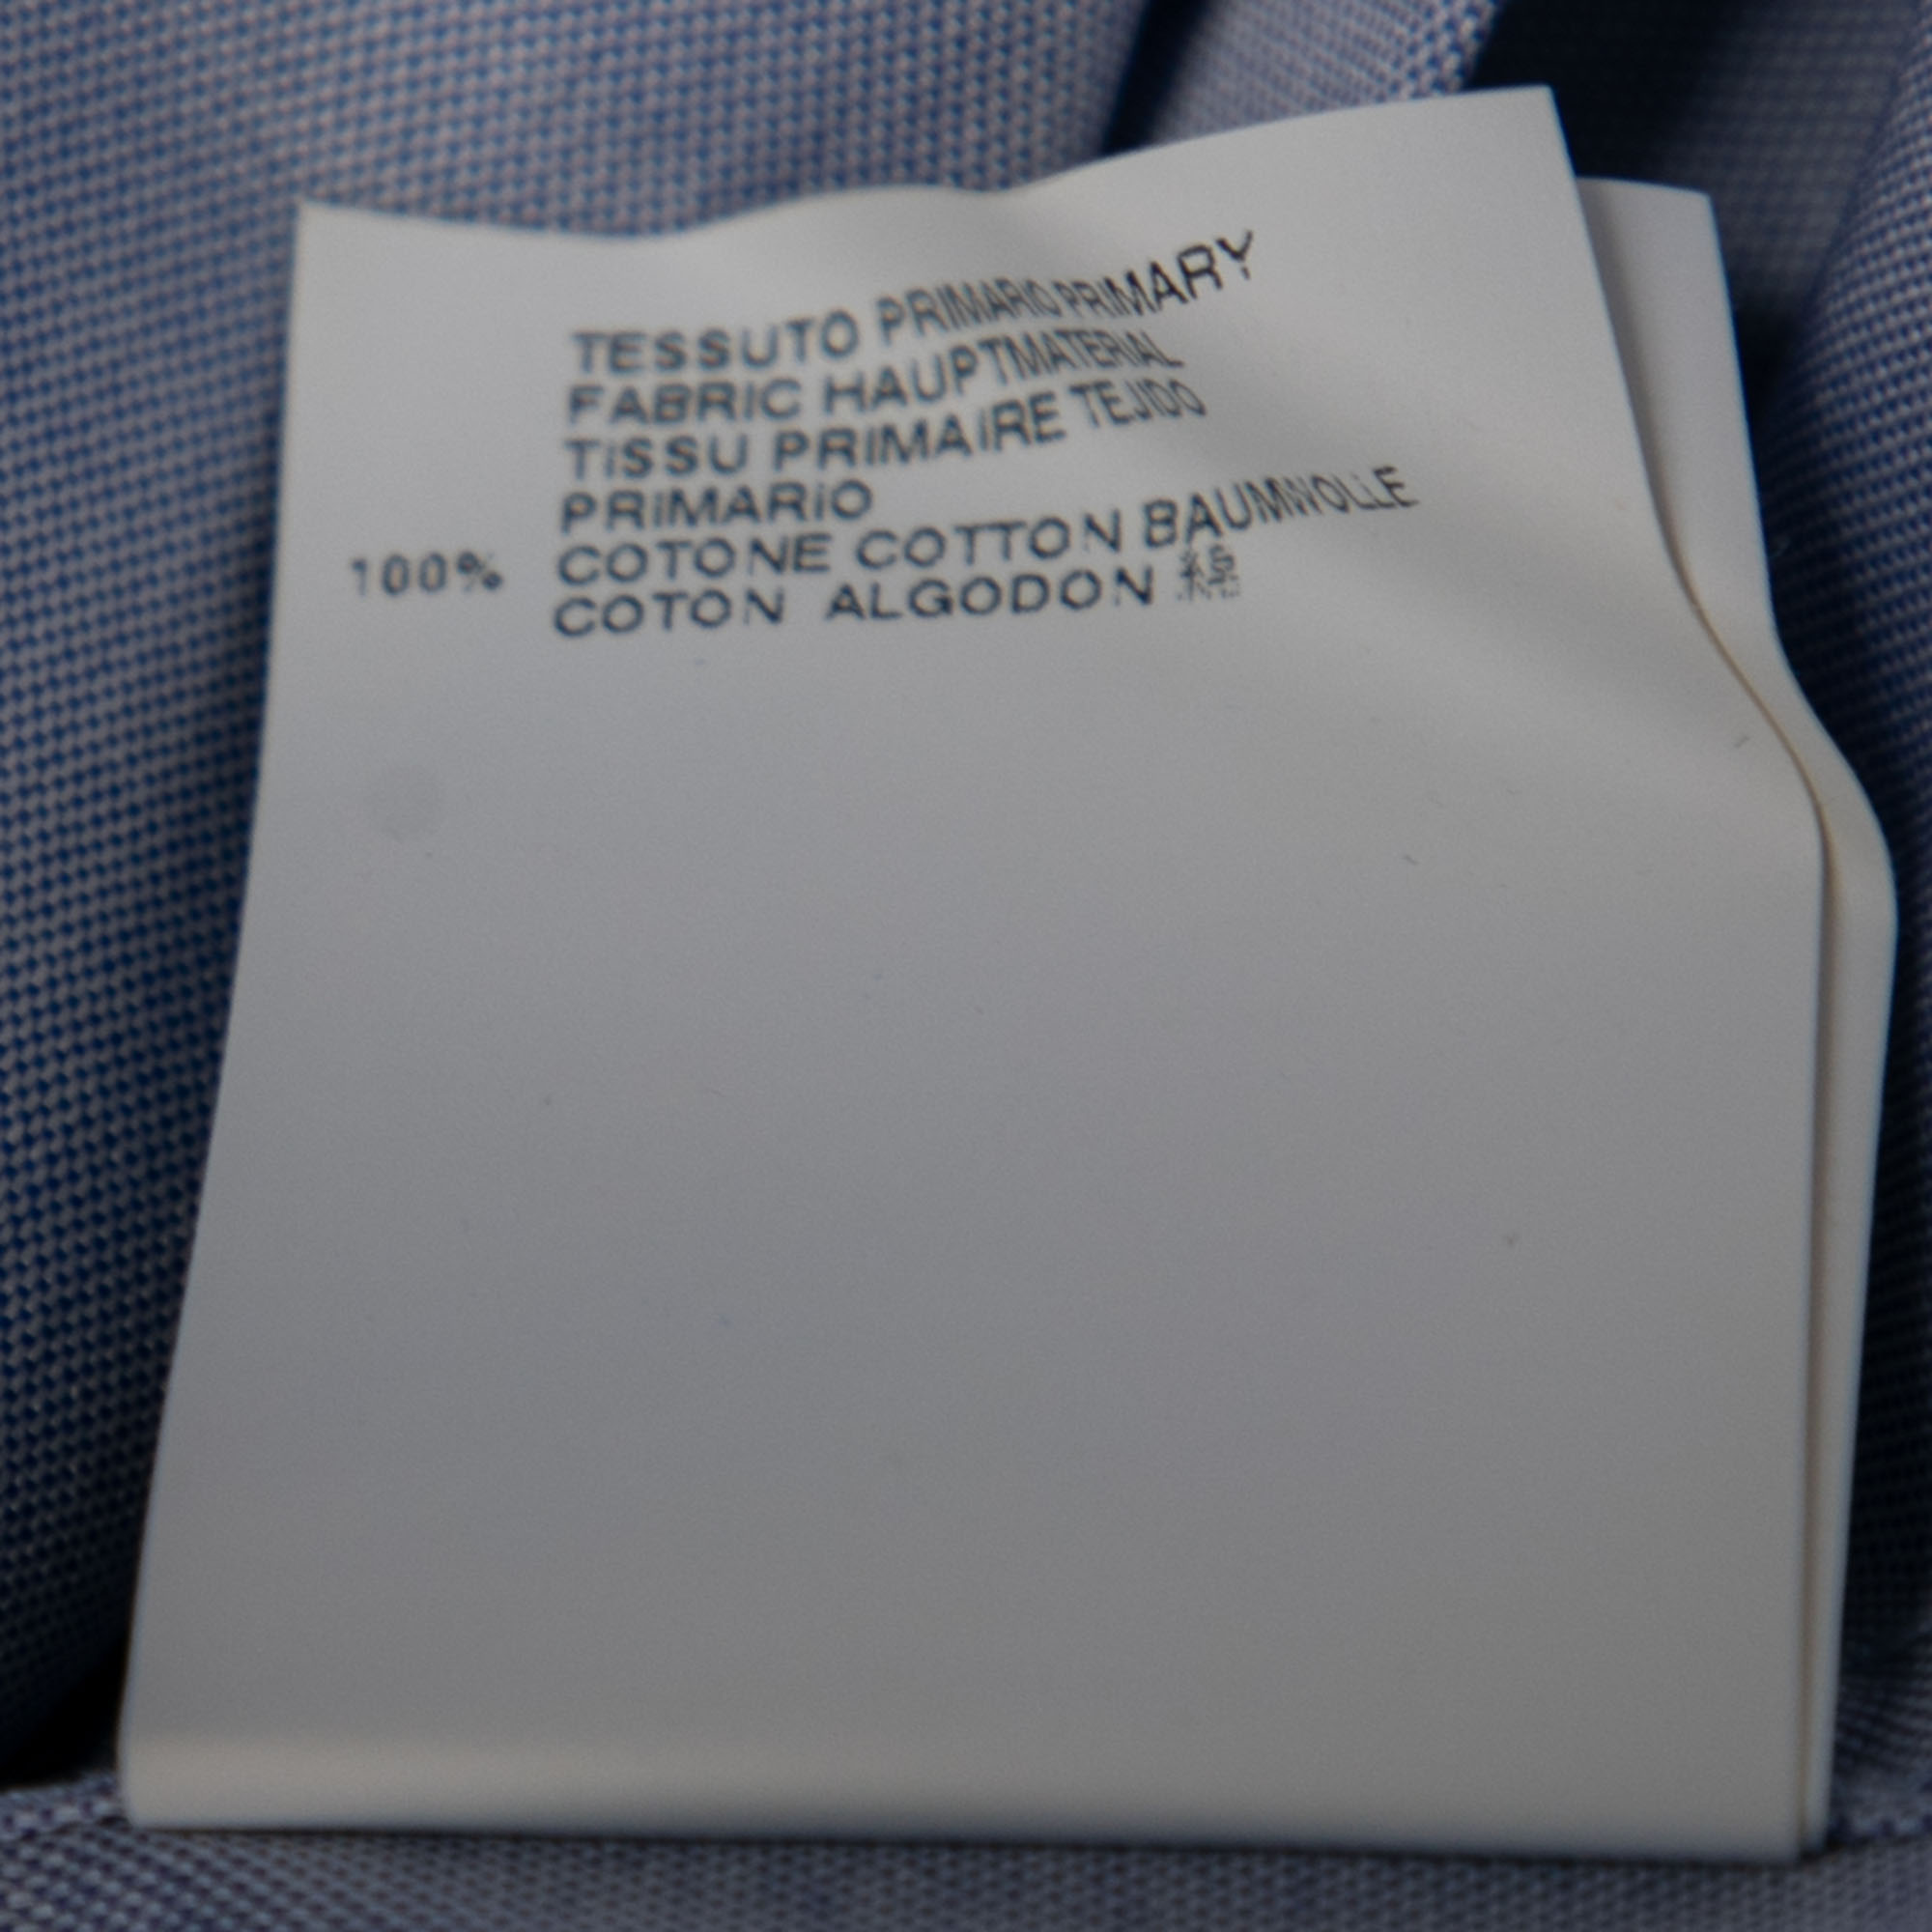 TESSUTO PRIMARIO PRIMARY
FABRIC HAUPTMATERIAL
TISSU PRIMAIRE TEJIDO
PRIMARIO
100% COTONE COTTON BAUMWOLLE
COTON ALGODON 綿